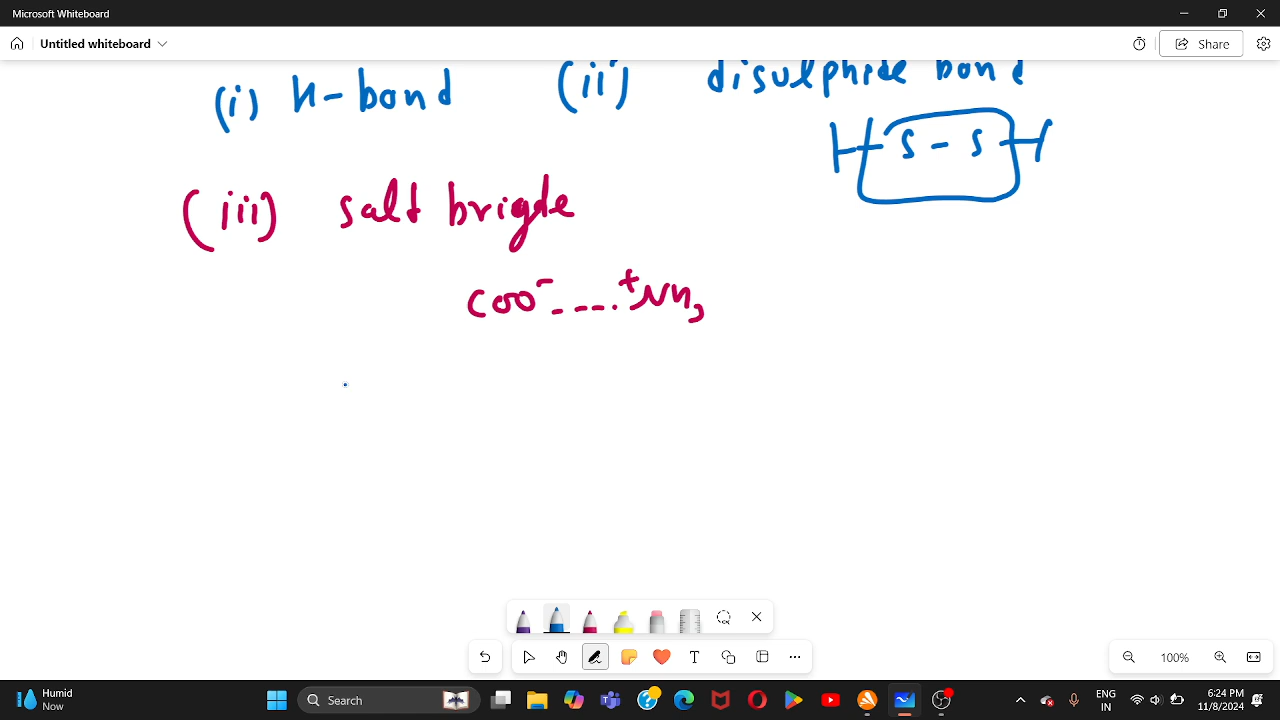 Microsoft Whiteboard
Untitled whiteboard
Share
(i) H-bond (ii) disulphide bond
S - S
(iii) salt brigde
COO⁻ - - - - ⁺NH₃
100%
Humid
Now
Search
ENG
IN
6:24 PM
11/8/2024